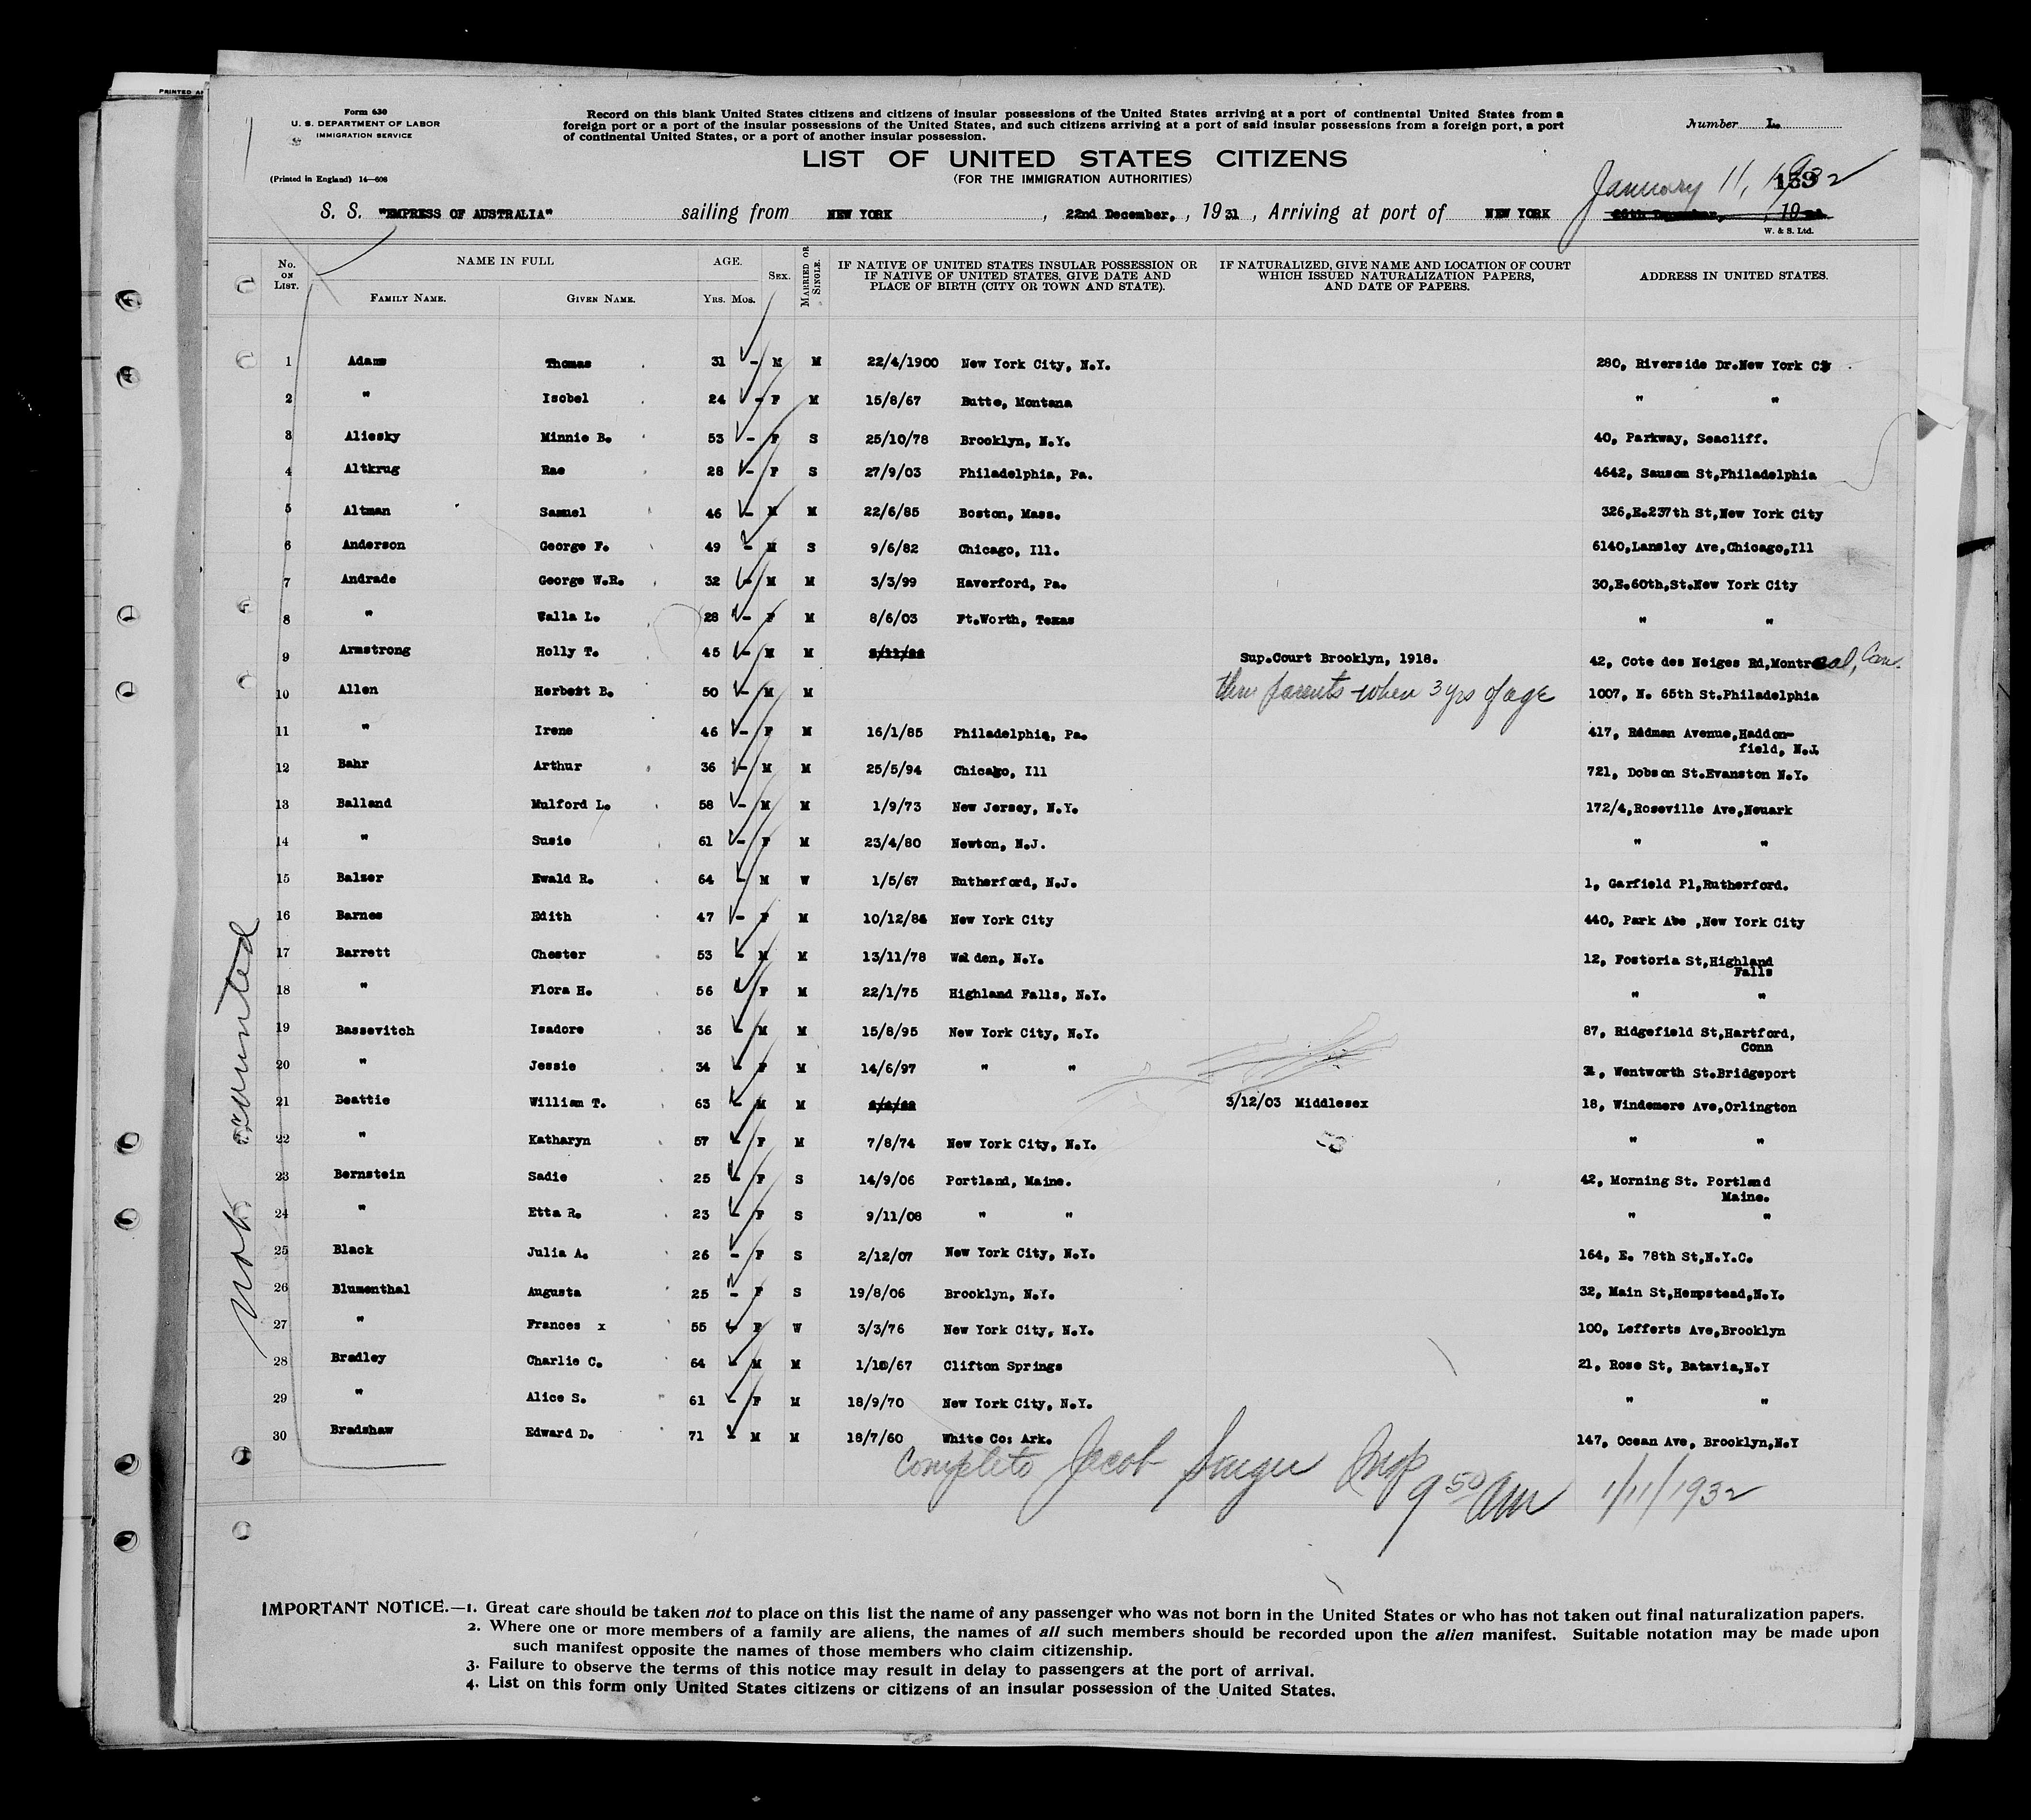 PRINTED A
Form 630
U. S. DEPARTMENT OF LABOR
IMMIGRATION SERVICE
(Printed in England) 14—608
Record on this blank United States citizens and citizens of insular possessions of the United States arriving at a port of continental United States from a
foreign port or a port of the insular possessions of the United States, and such citizens arriving at a port of said insular possessions from a foreign port, a port
of continental United States, or a port of another insular possession.
Number L.
LIST OF UNITED STATES CITIZENS
(FOR THE IMMIGRATION AUTHORITIES)
January 11, 1932
159
S. S. "EMPRESS OF AUSTRALIA" sailing from NEW YORK, 22nd December, 1931, Arriving at port of NEW YORK 19
W. & S. Ltd.
No. ON LIST. NAME IN FULL AGE. SEX. MARRIED OR SINGLE. IF NATIVE OF UNITED STATES INSULAR POSSESSION OR IF NATIVE OF UNITED STATES, GIVE DATE AND PLACE OF BIRTH (CITY OR TOWN AND STATE). IF NATURALIZED, GIVE NAME AND LOCATION OF COURT WHICH ISSUED NATURALIZATION PAPERS, AND DATE OF PAPERS. ADDRESS IN UNITED STATES.
FAMILY NAME. GIVEN NAME. YRS. MOS.
1 Adams Thomas 31 - M M 22/4/1900 New York City, N.Y. 280, Riverside Dr.New York
2 " Isobel 24 - F M 15/8/67 Butte, Montana " "
3 Aliesky Minnie B. 53 - F S 25/10/78 Brooklyn, N.Y. 40, Parkway, Seacliff.
4 Altkrug Rae 28 - F S 27/9/03 Philadelphia, Pa. 4642, Sansom St,Philadelphia
5 Altman Samuel 46 - M M 22/6/85 Boston, Mass. 326,E.237th St,New York City
6 Anderson George F. 49 - M S 9/6/82 Chicago, Ill. 6140,Lansley Ave,Chicago,Ill
7 Andrade George W.R. 32 - M M 3/3/99 Haverford, Pa. 30,E.60th,St.New York City
8 " Walla L. 28 - F M 8/6/03 Ft.Worth, Texas " "
9 Armstrong Holly T. 45 - M M Sup.Court Brooklyn, 1918. 42, Cote des Neiges Rd,Montreal, Can.
10 Allen Herbert B. 50 - M M thru parents when 3 yrs of age 1007, N. 65th St.Philadelphia
11 " Irene 46 - F M 16/1/85 Philadelphia, Pa. 417, Redman Avenue,Haddon-
field, N.J.
12 Bahr Arthur 36 - M M 25/5/94 Chicago, Ill 721, Dobson St.Evanston N.Y.
13 Balland Mulford L. 58 - M M 1/9/73 New Jersey, N.Y. 172/4,Roseville Ave,Newark
14 " Susie 61 - F M 23/4/80 Newton, N.J. " "
15 Balzer Ewald R. 64 - M W 1/5/67 Rutherford, N.J. 1, Garfield Pl,Rutherford.
16 Barnes Edith 47 - F M 10/12/84 New York City 440, Park Ave ,New York City
17 Barrett Chester 53 - M M 13/11/78 Walden, N.Y. 12, Fostoria St,Highland
Falls
18 " Flora H. 56 - F M 22/1/75 Highland Falls, N.Y. " "
19 Bassevitch Isadore 36 - M M 15/8/95 New York City, N.Y. 87, Ridgefield St,Hartford,
Conn
20 " Jessie 34 - F M 14/6/97 " " Wentworth St.Bridgeport
21 Beattie William T. 63 - M M 3/12/03 Middlesex 18, Windemere Ave,Orlington
22 " Katharyn 57 - F M 7/8/74 New York City, N.Y. " "
23 Bernstein Sadie 25 - F S 14/9/06 Portland, Maine. 42, Morning St. Portland
Maine.
24 " Etta R. 23 - F S 9/11/08 " " " "
25 Black Julia A. 26 - F S 2/12/07 New York City, N.Y. 164, E. 78th St,N.Y.C.
26 Blumenthal Augusta 25 - F S 19/8/06 Brooklyn, N.Y. 32, Main St,Hempstead,N.Y.
27 " Frances x 55 - F W 3/3/76 New York City, N.Y. 100, Lefferts Ave,Brooklyn
28 Bradley Charlie C. 64 - M M 1/10/67 Clifton Springs 21, Rose St, Batavia,N.Y
29 " Alice S. 61 - F M 18/9/70 New York City, N.Y. " "
30 Bradshaw Edward D. 71 - M M 18/7/60 White Co: Ark. 147, Ocean Ave, Brooklyn,N.Y
Complete Jacob Singer Insp 9 50 am 1/11/1932
IMPORTANT NOTICE.—1. Great care should be taken not to place on this list the name of any passenger who was not born in the United States or who has not taken out final naturalization papers.
2. Where one or more members of a family are aliens, the names of all such members should be recorded upon the alien manifest. Suitable notation may be made upon
such manifest opposite the names of those members who claim citizenship.
3. Failure to observe the terms of this notice may result in delay to passengers at the port of arrival.
4. List on this form only United States citizens or citizens of an insular possession of the United States.